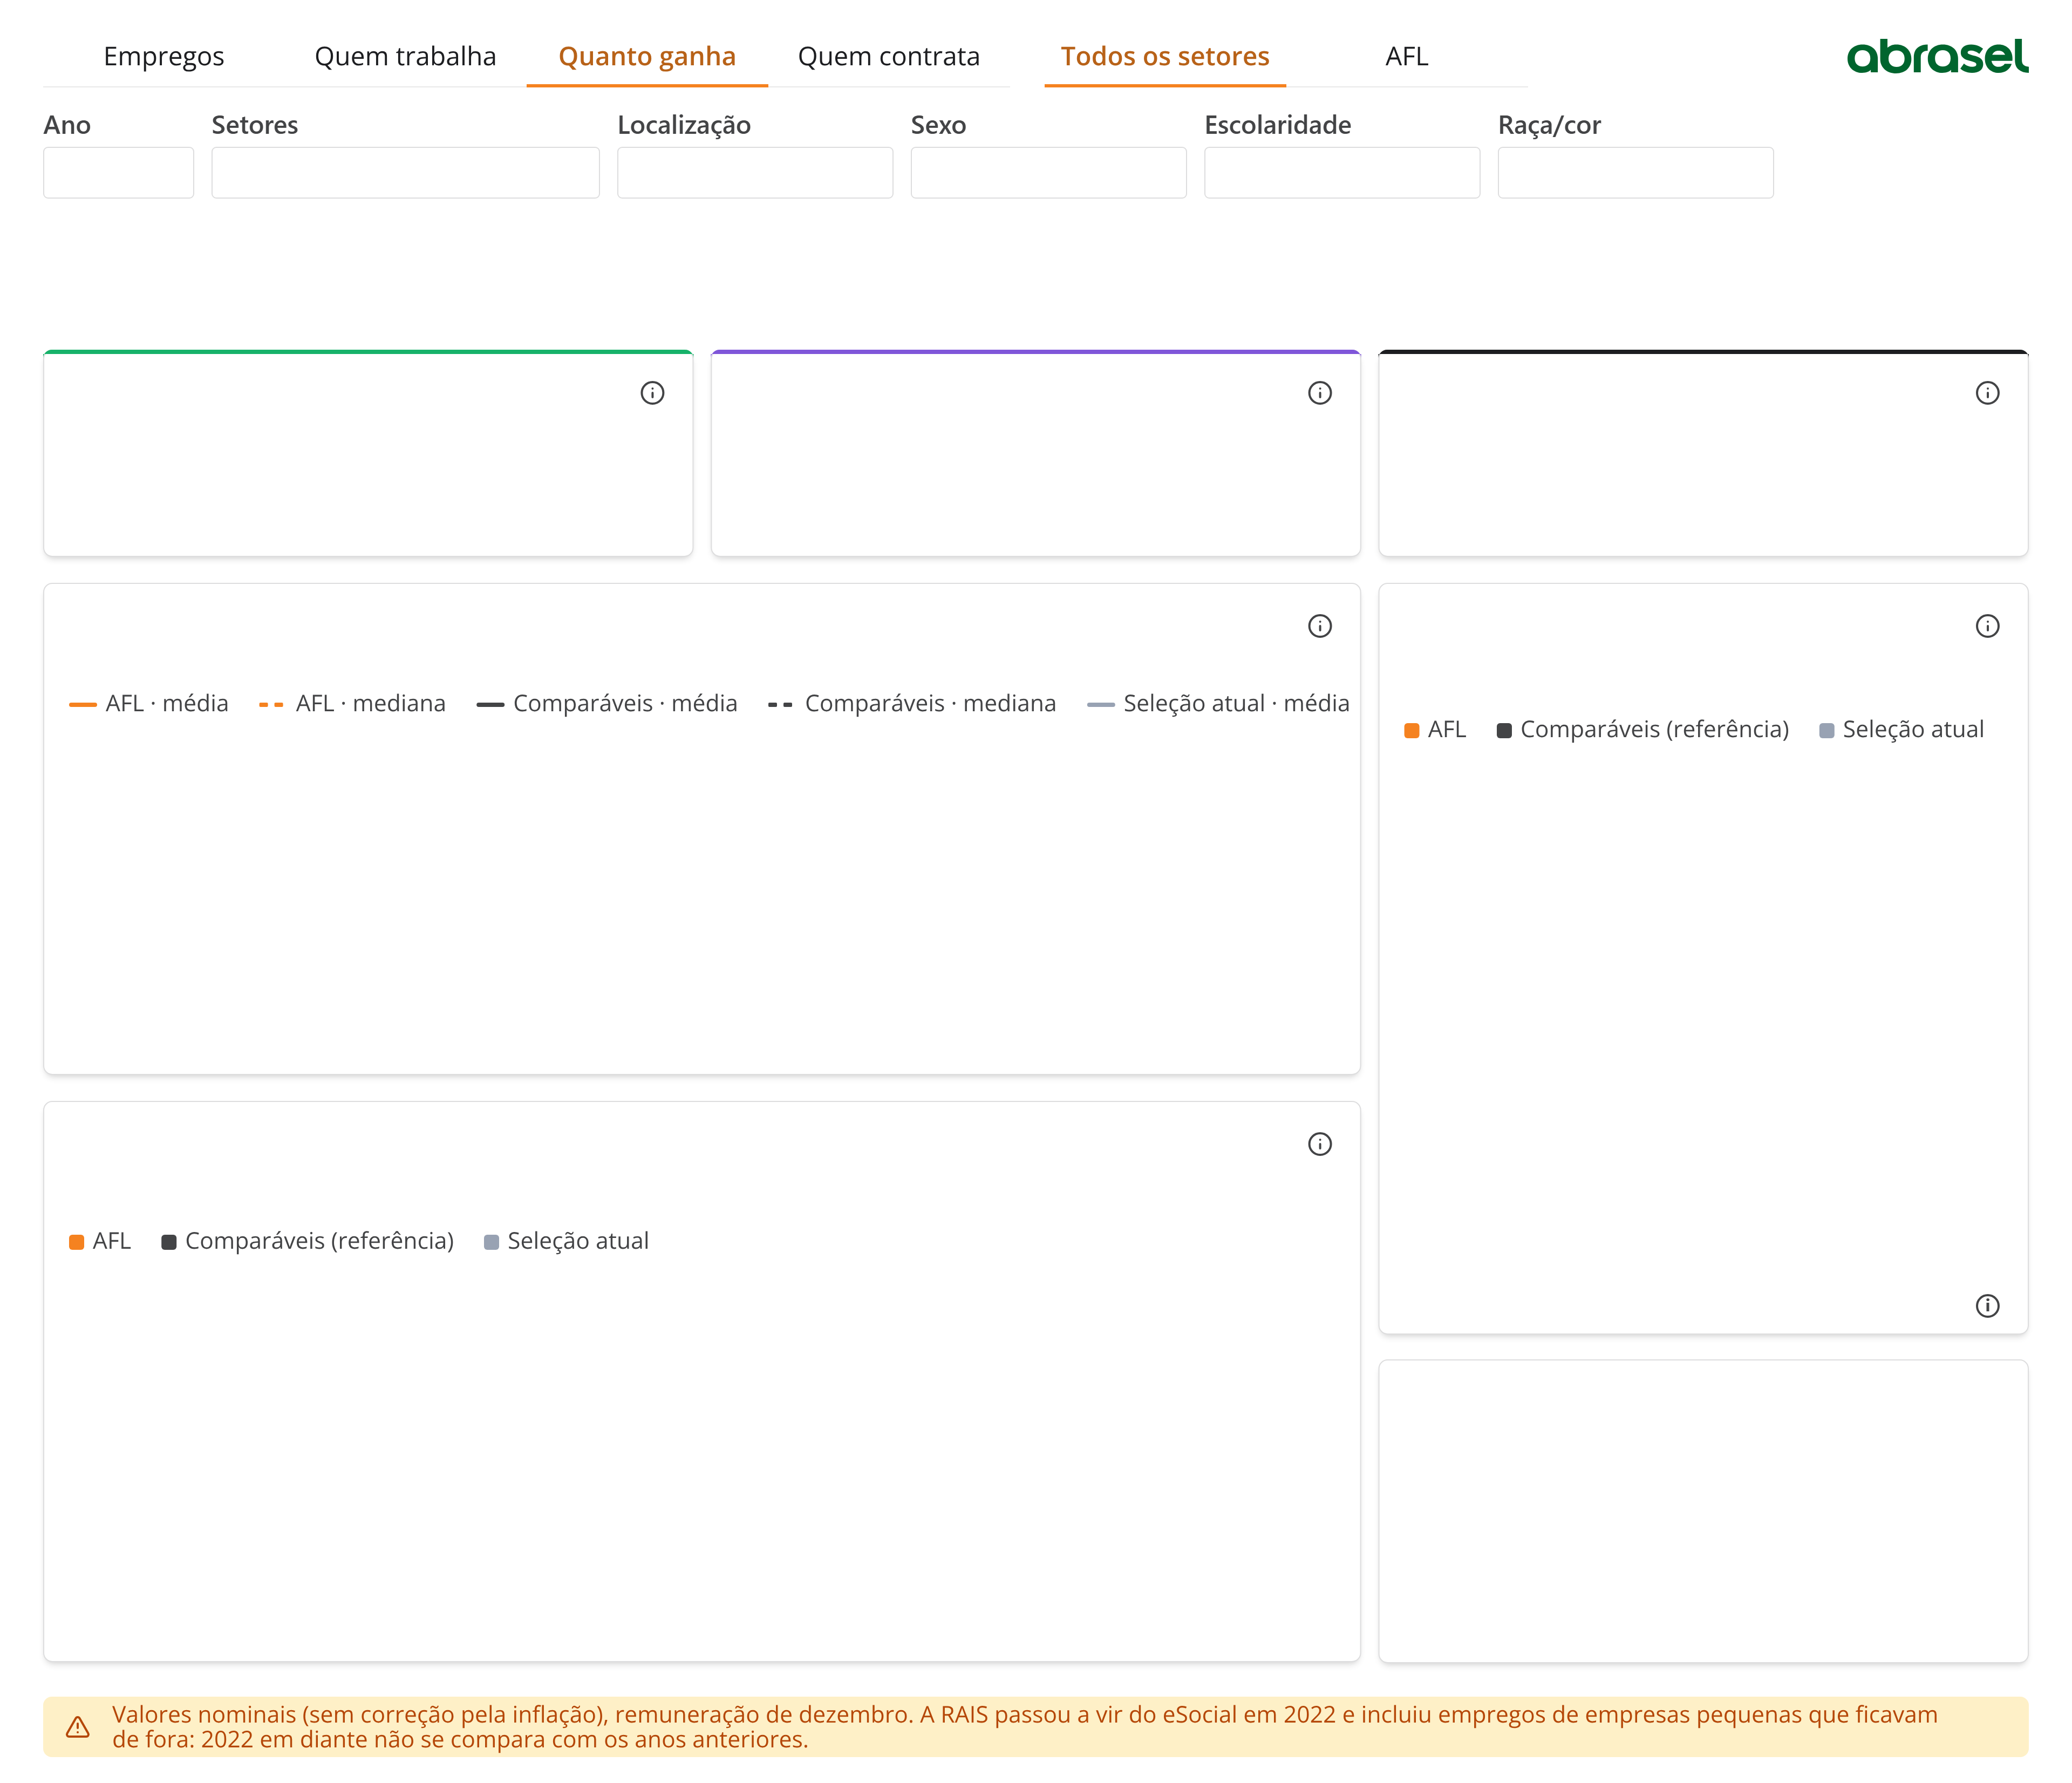 Empregos Quem trabalha Quanto ganha Quem contrata Todos os setores AFL abrasel
Ano Setores Localização Sexo Escolaridade Raça/cor
AFL · média AFL · mediana Comparáveis · média Comparáveis · mediana Seleção atual · média
AFL Comparáveis (referência) Seleção atual
AFL Comparáveis (referência) Seleção atual
Valores nominais (sem correção pela inflação), remuneração de dezembro. A RAIS passou a vir do eSocial em 2022 e incluiu empregos de empresas pequenas que ficavam
de fora: 2022 em diante não se compara com os anos anteriores.